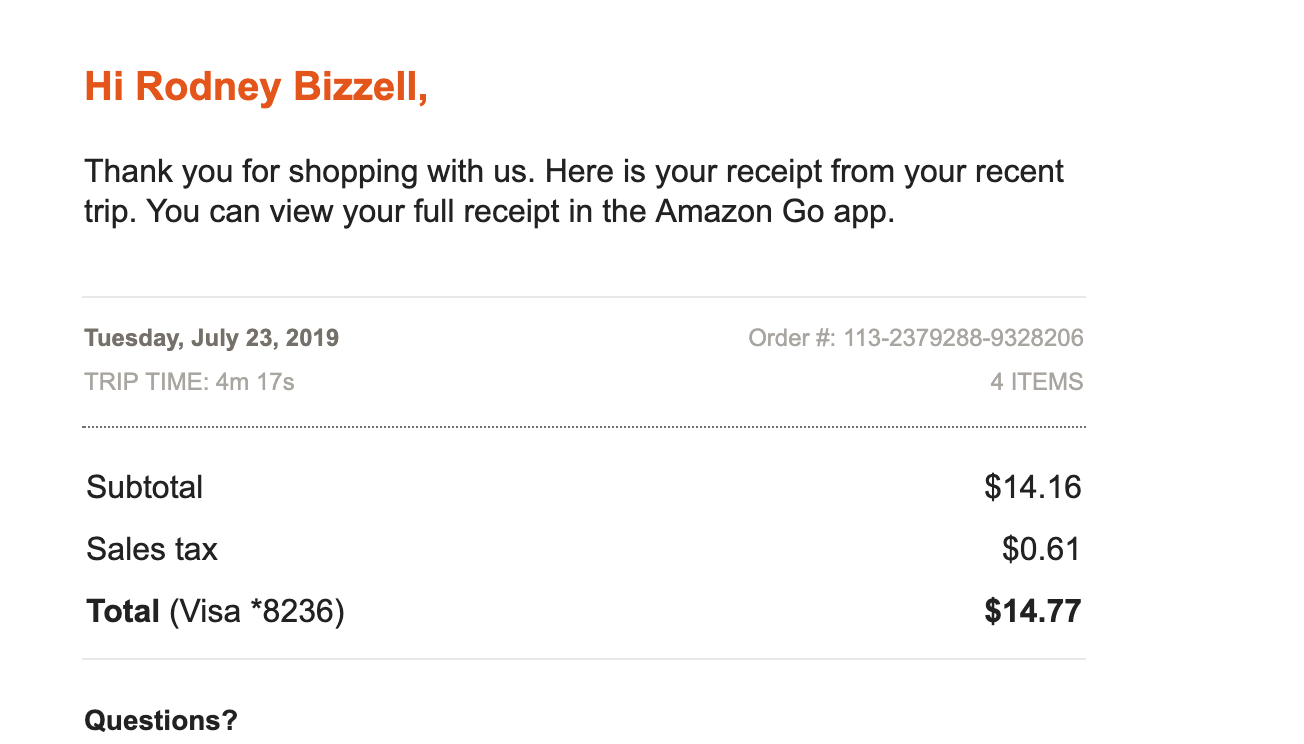 Hi Rodney Bizzell,
Thank you for shopping with us. Here is your receipt from your recent
trip. You can view your full receipt in the Amazon Go app.
Tuesday, July 23, 2019 Order #: 113-2379288-9328206
TRIP TIME: 4m 17s 4 ITEMS
Subtotal $14.16
Sales tax $0.61
Total (Visa *8236) $14.77
Questions?